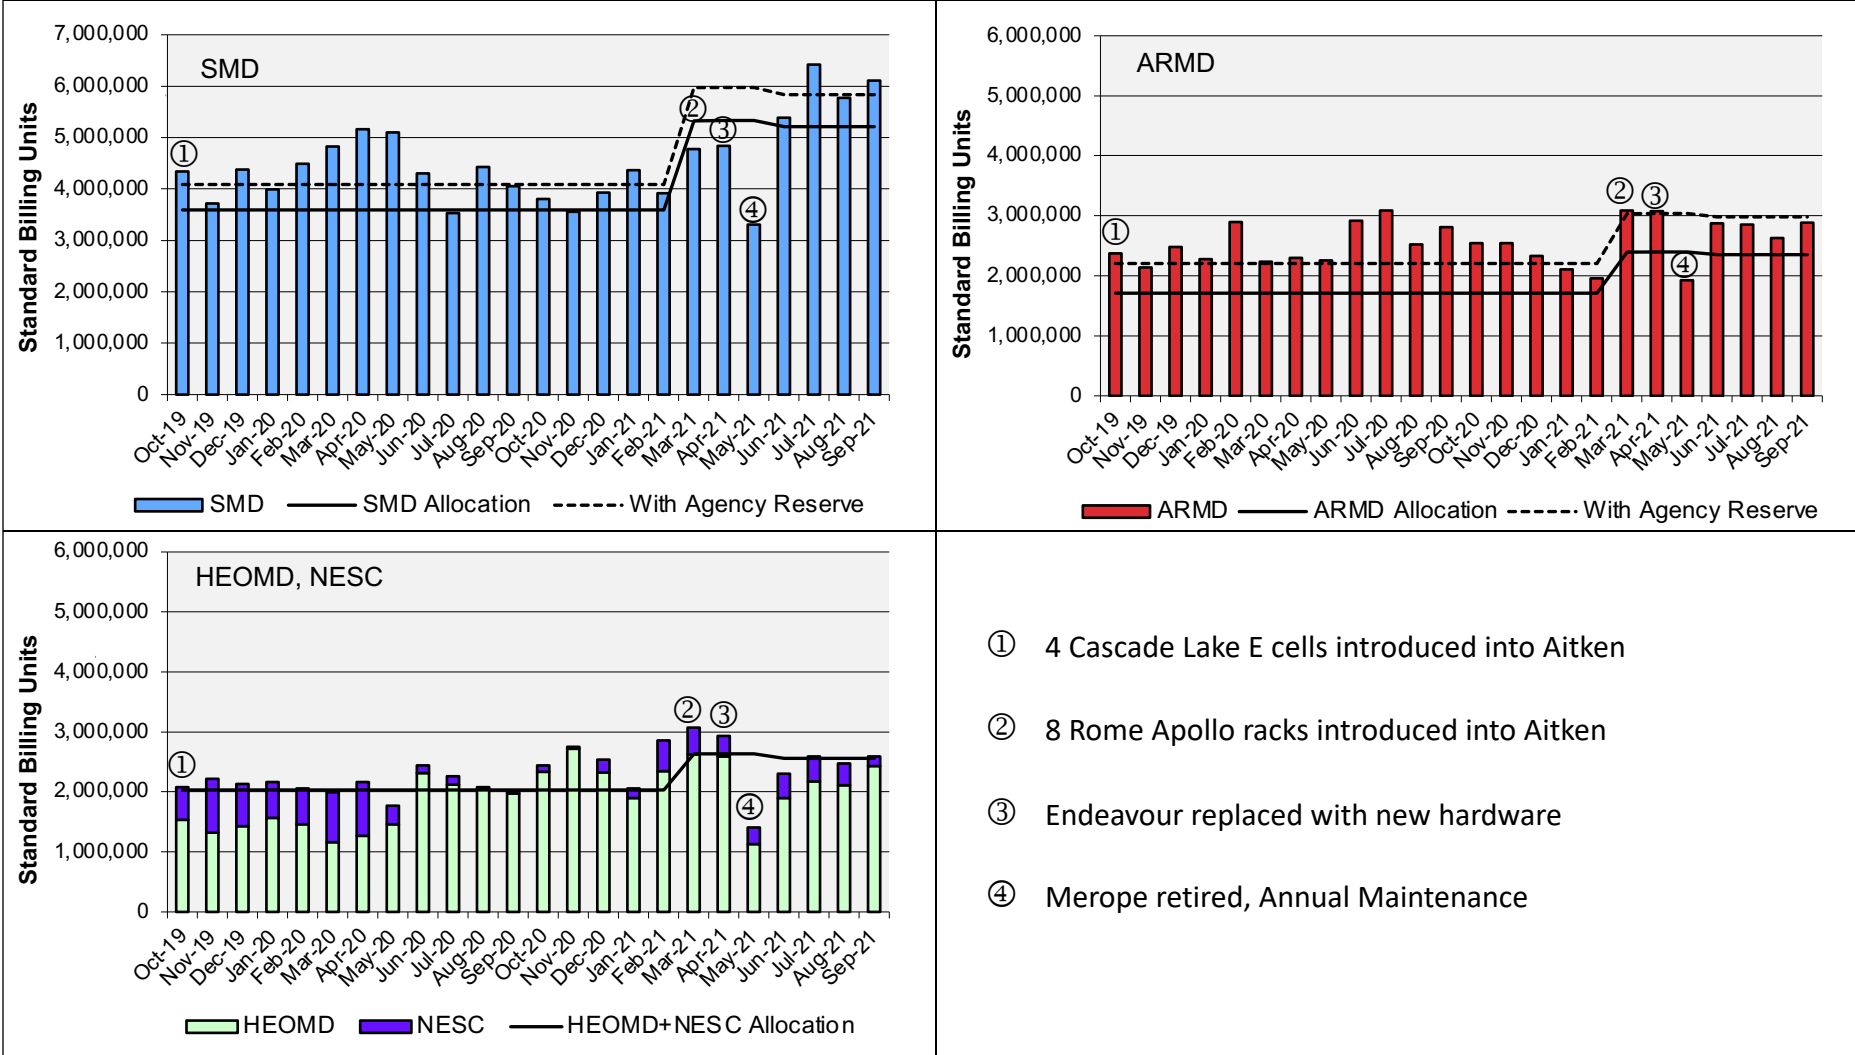 SMD
Standard Billing Units
7,000,000
6,000,000
5,000,000
4,000,000
3,000,000
2,000,000
1,000,000
0
①
②
③
④
Oct-19 Nov-19 Dec-19 Jan-20 Feb-20 Mar-20 Apr-20 May-20 Jun-20 Jul-20 Aug-20 Sep-20 Oct-20 Nov-20 Dec-20 Jan-21 Feb-21 Mar-21 Apr-21 May-21 Jun-21 Jul-21 Aug-21 Sep-21
SMD SMD Allocation With Agency Reserve
ARMD
Standard Billing Units
6,000,000
5,000,000
4,000,000
3,000,000
2,000,000
1,000,000
0
①
②
③
④
Oct-19 Nov-19 Dec-19 Jan-20 Feb-20 Mar-20 Apr-20 May-20 Jun-20 Jul-20 Aug-20 Sep-20 Oct-20 Nov-20 Dec-20 Jan-21 Feb-21 Mar-21 Apr-21 May-21 Jun-21 Jul-21 Aug-21 Sep-21
ARMD ARMD Allocation With Agency Reserve
HEOMD, NESC
Standard Billing Units
6,000,000
5,000,000
4,000,000
3,000,000
2,000,000
1,000,000
0
①
②
③
④
Oct-19 Nov-19 Dec-19 Jan-20 Feb-20 Mar-20 Apr-20 May-20 Jun-20 Jul-20 Aug-20 Sep-20 Oct-20 Nov-20 Dec-20 Jan-21 Feb-21 Mar-21 Apr-21 May-21 Jun-21 Jul-21 Aug-21 Sep-21
HEOMD NESC HEOMD+NESC Allocation
① 4 Cascade Lake E cells introduced into Aitken
② 8 Rome Apollo racks introduced into Aitken
③ Endeavour replaced with new hardware
④ Merope retired, Annual Maintenance